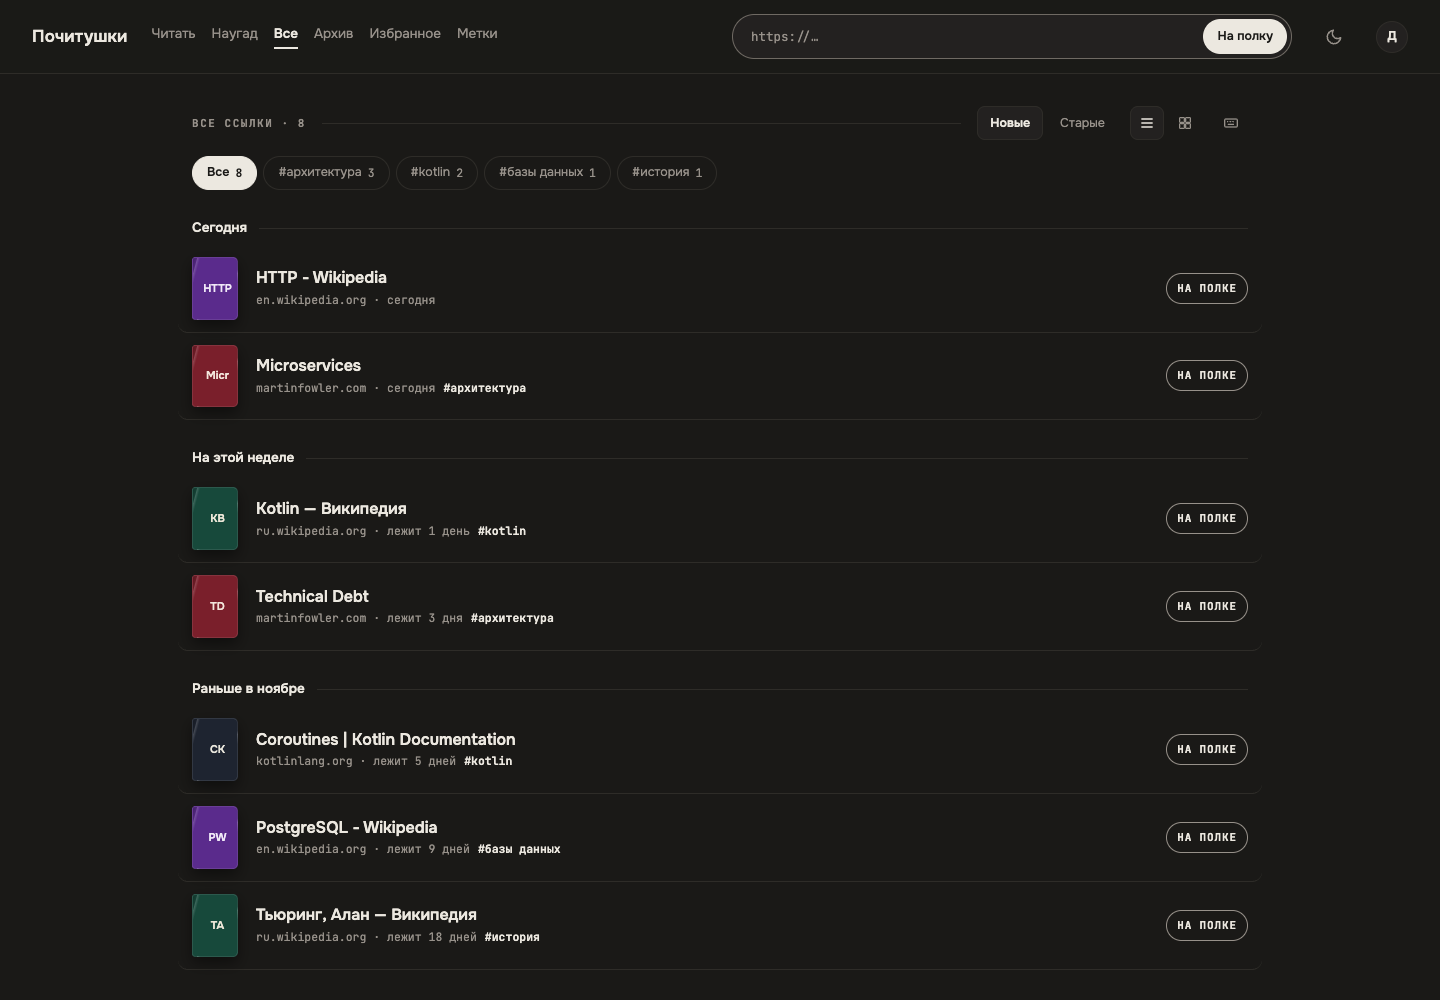 Почитушки Читать Наугад Все Архив Избранное Метки https://… На полку Д
ВСЕ ССЫЛКИ · 8 Новые Старые
Все 8 #архитектура 3 #kotlin 2 #базы данных 1 #история 1
Сегодня
HTTP HTTP - Wikipedia НА ПОЛКЕ
en.wikipedia.org · сегодня
Micr Microservices НА ПОЛКЕ
martinfowler.com · сегодня #архитектура
На этой неделе
KВ Kotlin — Википедия НА ПОЛКЕ
ru.wikipedia.org · лежит 1 день #kotlin
TD Technical Debt НА ПОЛКЕ
martinfowler.com · лежит 3 дня #архитектура
Раньше в ноябре
CK Coroutines | Kotlin Documentation НА ПОЛКЕ
kotlinlang.org · лежит 5 дней #kotlin
PW PostgreSQL - Wikipedia НА ПОЛКЕ
en.wikipedia.org · лежит 9 дней #базы данных
ТА Тьюринг, Алан — Википедия НА ПОЛКЕ
ru.wikipedia.org · лежит 18 дней #история